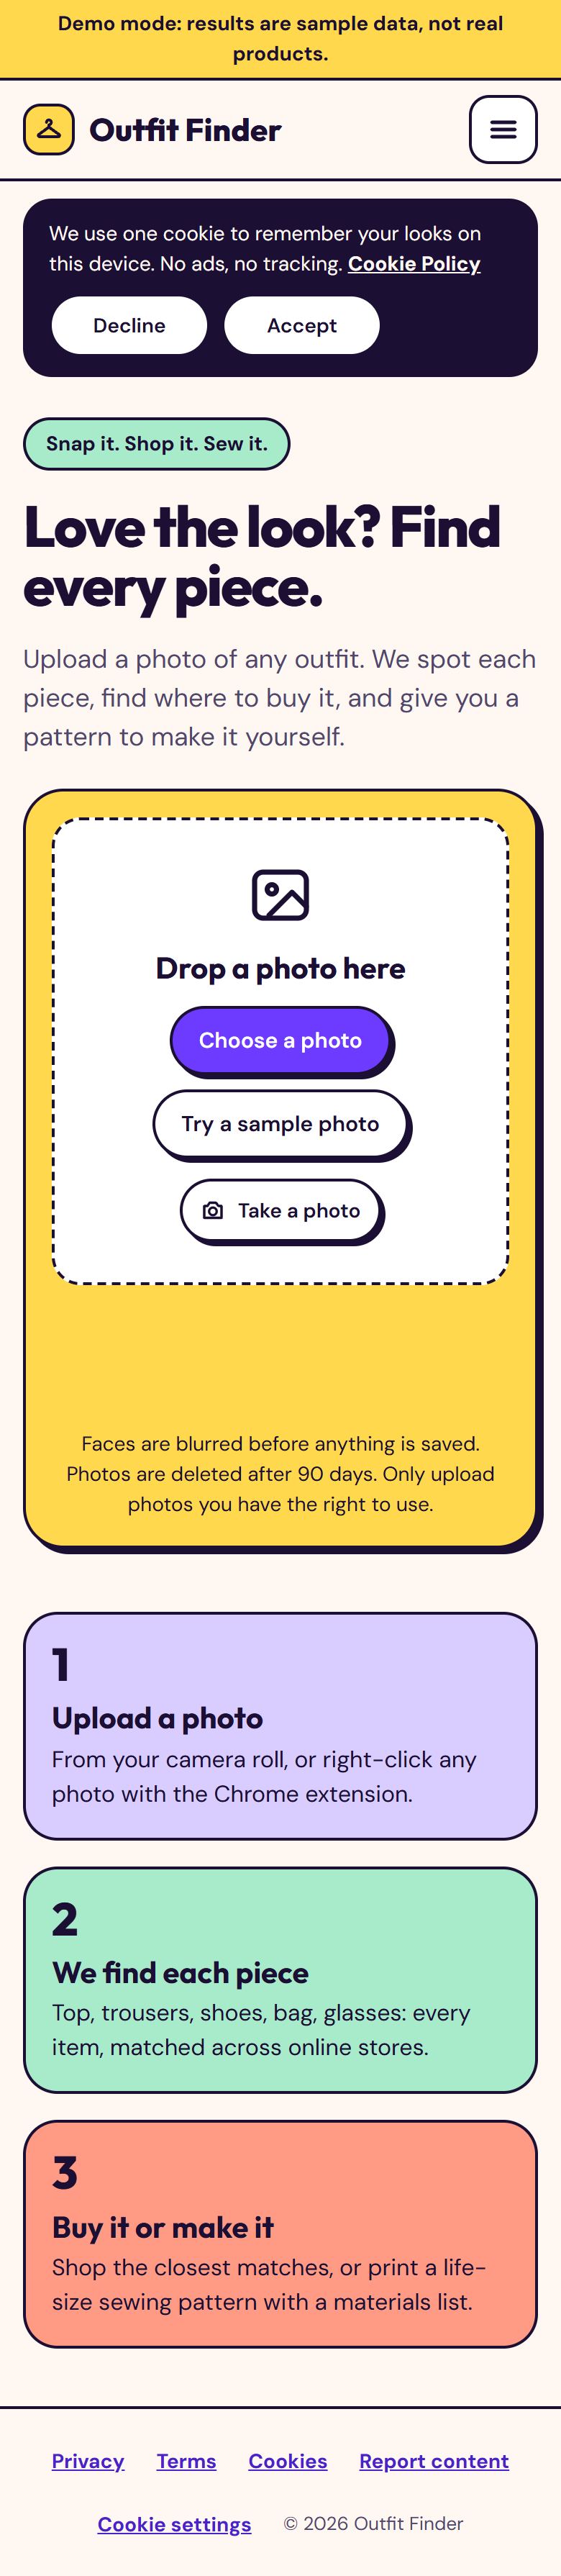 Demo mode: results are sample data, not real
products.
Outfit Finder
We use one cookie to remember your looks on
this device. No ads, no tracking. Cookie Policy
Decline
Accept
Snap it. Shop it. Sew it.
Love the look? Find
every piece.
Upload a photo of any outfit. We spot each
piece, find where to buy it, and give you a
pattern to make it yourself.
Drop a photo here
Choose a photo
Try a sample photo
Take a photo
Faces are blurred before anything is saved.
Photos are deleted after 90 days. Only upload
photos you have the right to use.
1
Upload a photo
From your camera roll, or right-click any
photo with the Chrome extension.
2
We find each piece
Top, trousers, shoes, bag, glasses: every
item, matched across online stores.
3
Buy it or make it
Shop the closest matches, or print a life-
size sewing pattern with a materials list.
Privacy Terms Cookies Report content
Cookie settings © 2026 Outfit Finder